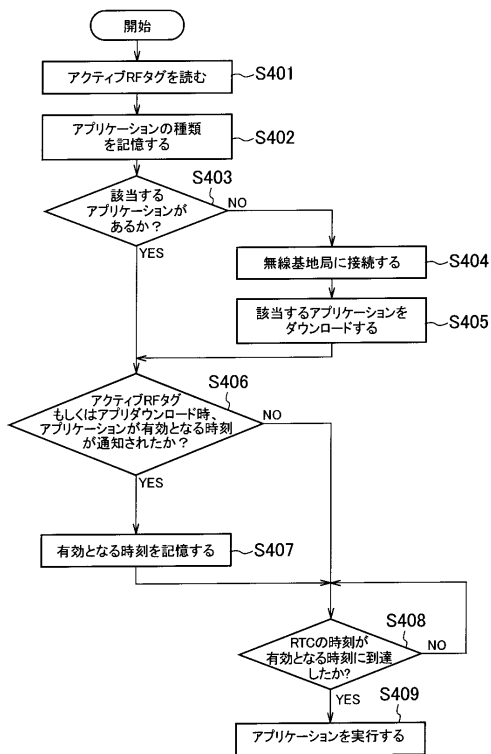 開始
アクティブRFタグを読む
S401
アプリケーションの種類
を記憶する
S402
S403
該当する
アプリケーションが
あるか？
NO
YES
無線基地局に接続する
S404
該当するアプリケーションを
ダウンロードする
S405
S406
アクティブRFタグ
もしくはアプリダウンロード時、
アプリケーションが有効となる時刻
が通知されたか？
NO
YES
有効となる時刻を記憶する
S407
S408
RTCの時刻が
有効となる時刻に到達
したか?
NO
YES
S409
アプリケーションを実行する